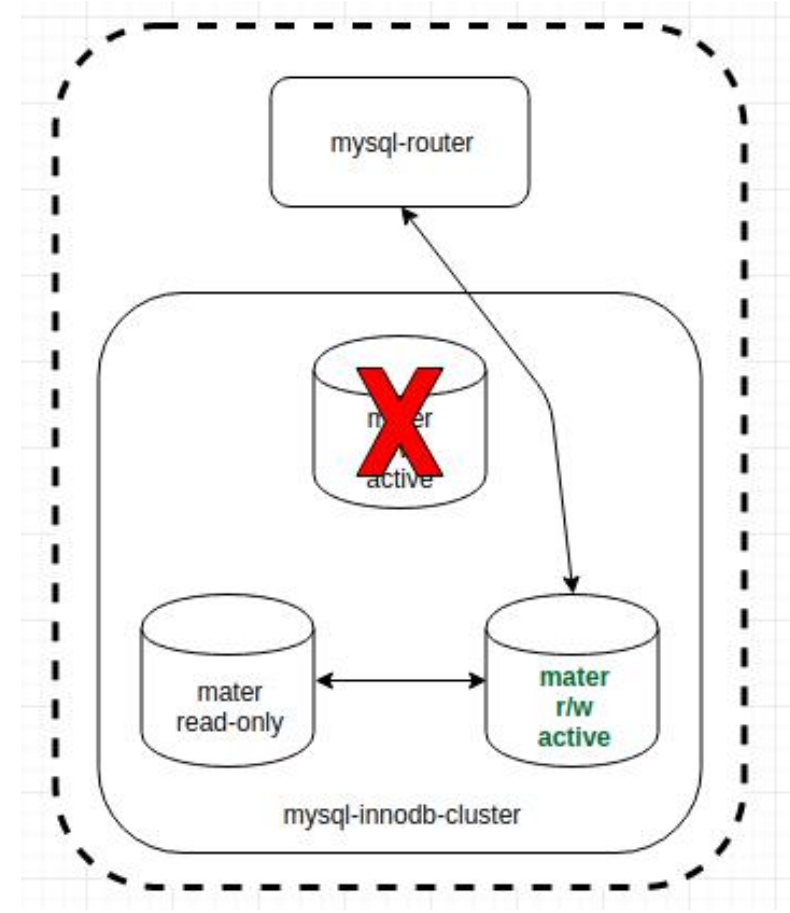 mysql-router
active
mater
read-only
mater
r/w
active
mysql-innodb-cluster